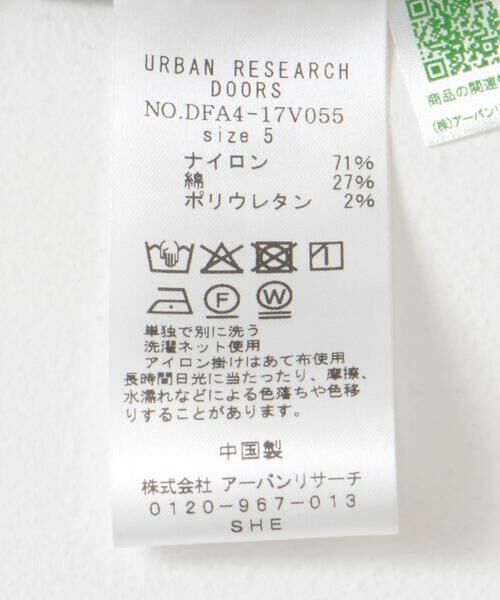 URBAN RESEARCH
DOORS
NO.DFA4-17V055
size 5
ナイロン 71%
綿 27%
ポリウレタン 2%
F W
単独で別に洗う
洗濯ネット使用
アイロン掛けはあて布使用
長時間日光に当たったり、摩擦、
水濡れなどによる色落ちや色移
りすることがあります。
中国製
株式会社 アーバンリサーチ
0120-967-013
SHE
商品の関連
(株)アーバンリ